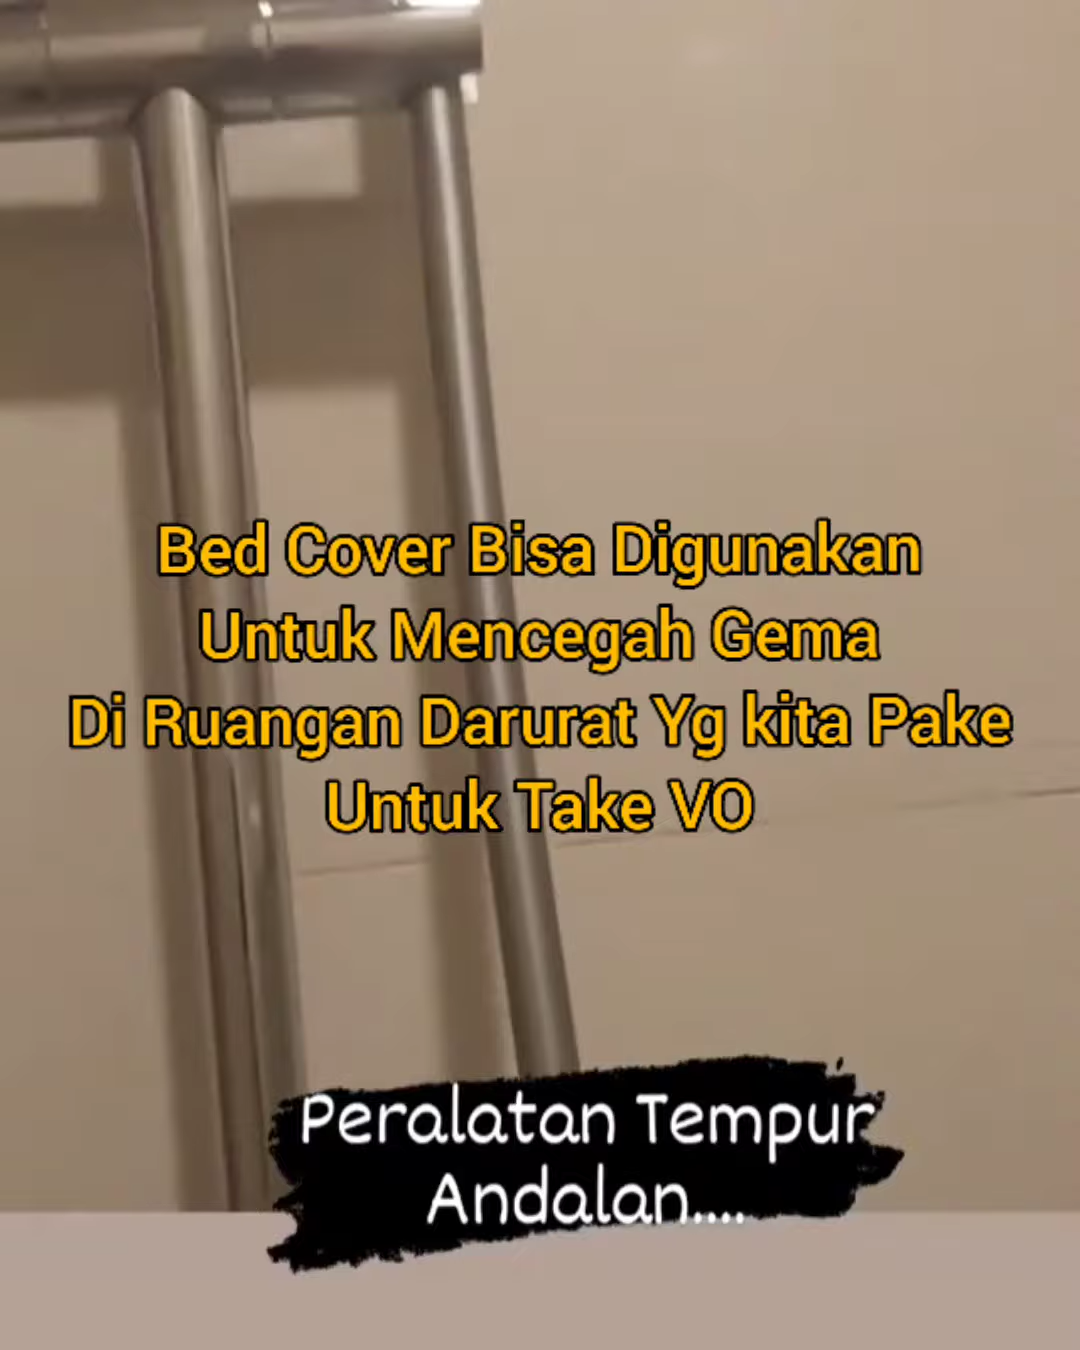 Bed Cover Bisa Digunakan
Untuk Mencegah Gema
Di Ruangan Darurat Yg kita Pake
Untuk Take VO
Peralatan Tempur
Andalan....